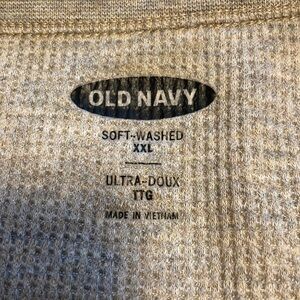 OLD NAVY
SOFT-WASHED
XXL
ULTRA-DOUX
TTG
MADE IN VIETNAM